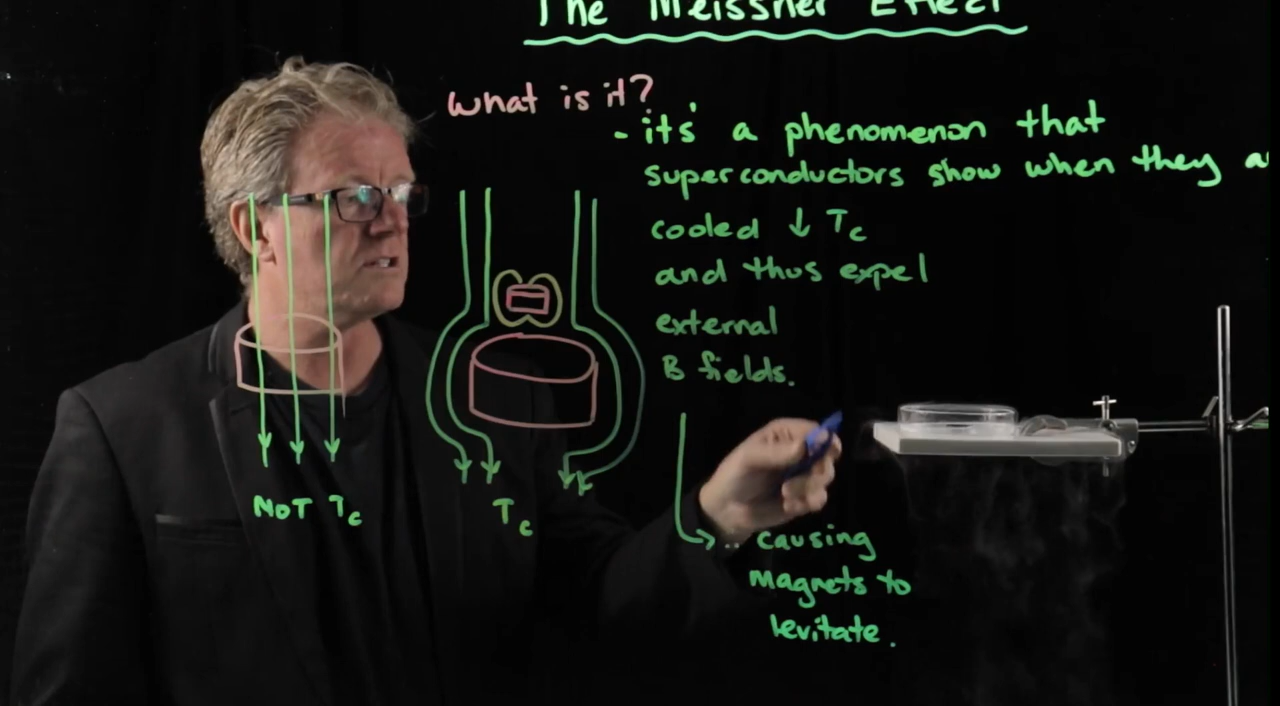 The Meissner Effect
What is it?
- it's a phenomenon that
superconductors show when they a
cooled ↓ Tc
and thus expel
external
B fields.
NOT Tc
Tc
.. causing
magnets to
levitate.